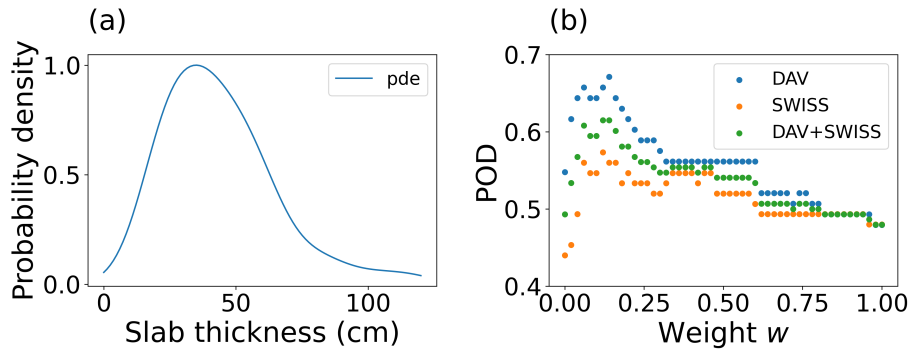 (a)
Probability density
1.0
0.5
0.0
pde
0
50
100
Slab thickness (cm)
(b)
POD
0.7
0.6
0.5
0.4
DAV
SWISS
DAV+SWISS
0.00
0.25
0.50
0.75
1.00
Weight w